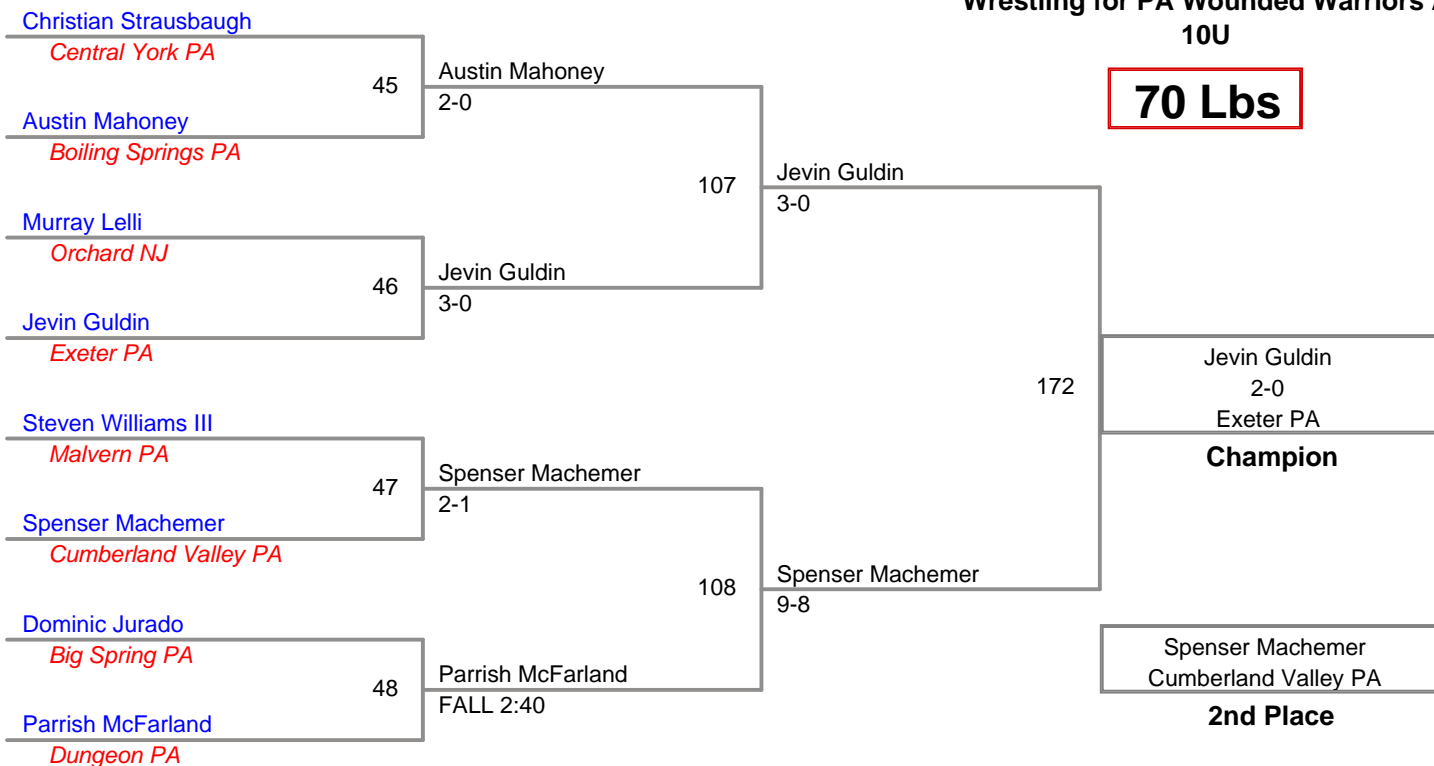 Wrestling for PA Wounded Warriors
10U
70 Lbs
Christian Strausbaugh
Central York PA
45
Austin Mahoney
2-0
Austin Mahoney
Boiling Springs PA
107
Jevin Guldin
3-0
Murray Lelli
Orchard NJ
46
Jevin Guldin
3-0
Jevin Guldin
Exeter PA
172
Jevin Guldin
2-0
Exeter PA
Champion
Steven Williams III
Malvern PA
47
Spenser Machemer
2-1
Spenser Machemer
Cumberland Valley PA
108
Spenser Machemer
9-8
Dominic Jurado
Big Spring PA
48
Parrish McFarland
FALL 2:40
Parrish McFarland
Dungeon PA
Spenser Machemer
Cumberland Valley PA
2nd Place